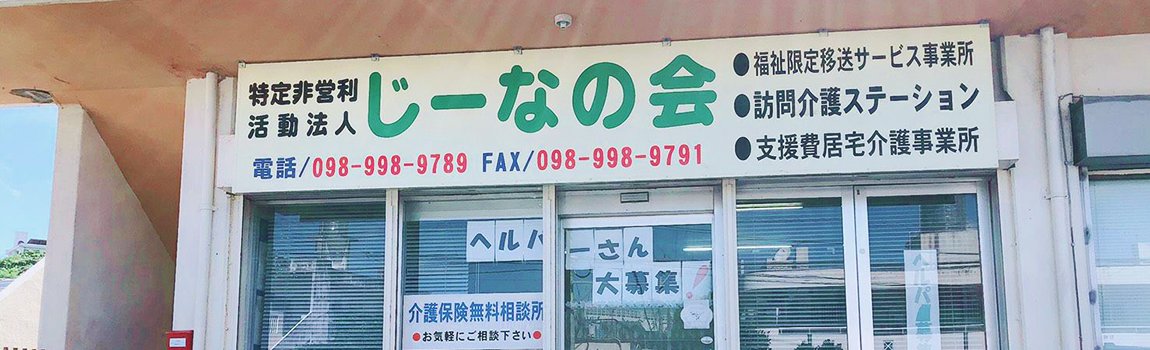 特定非営利
活動法人
じーなの会
電話/098-998-9789 FAX/098-998-9791
●福祉限定移送サービス事業所
●訪問介護ステーション
●支援費居宅介護事業所
ヘルパーさん
大募集!
介護保険無料相談所
●お気軽にご相談下さい●